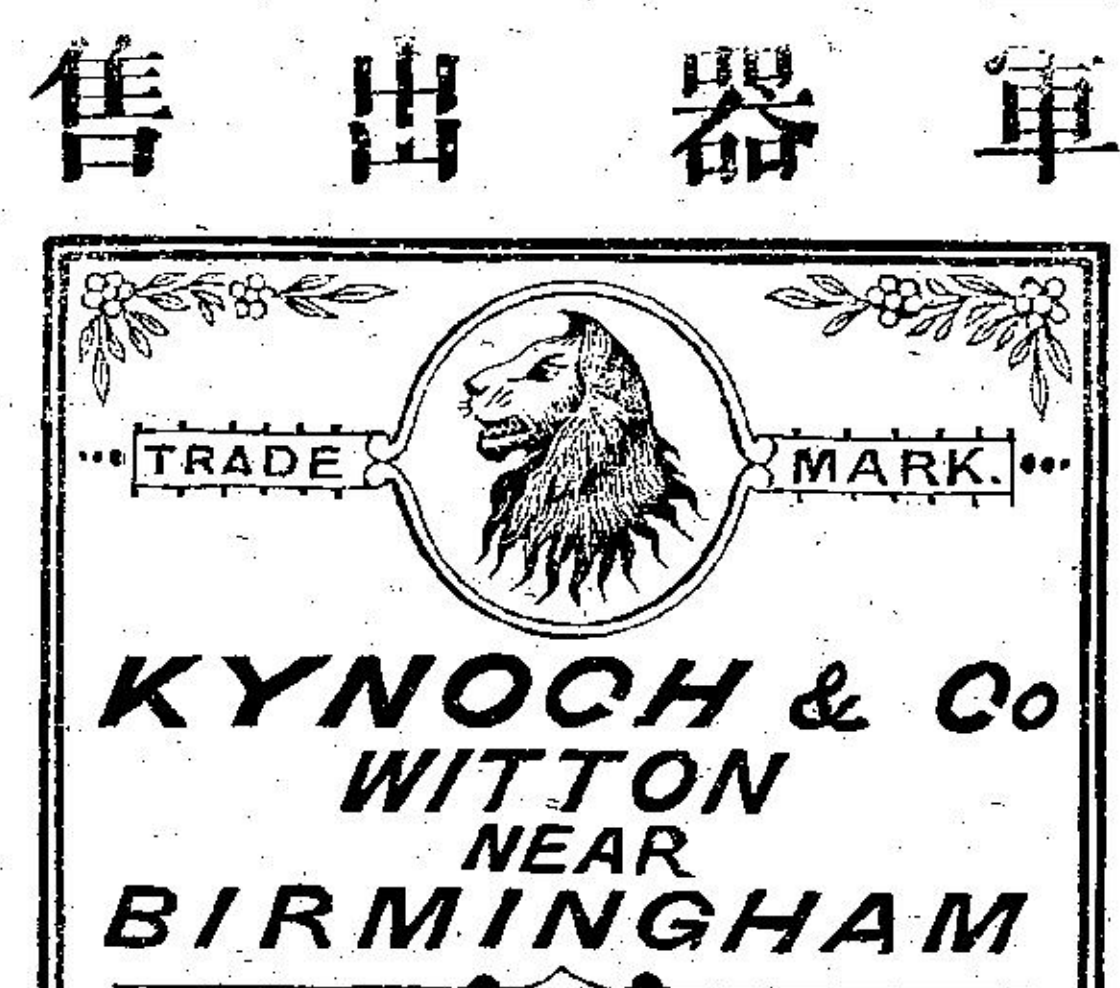 軍器出售
TRADE MARK.
KYNOCH & Co
WITTON
NEAR
BIRMINGHAM